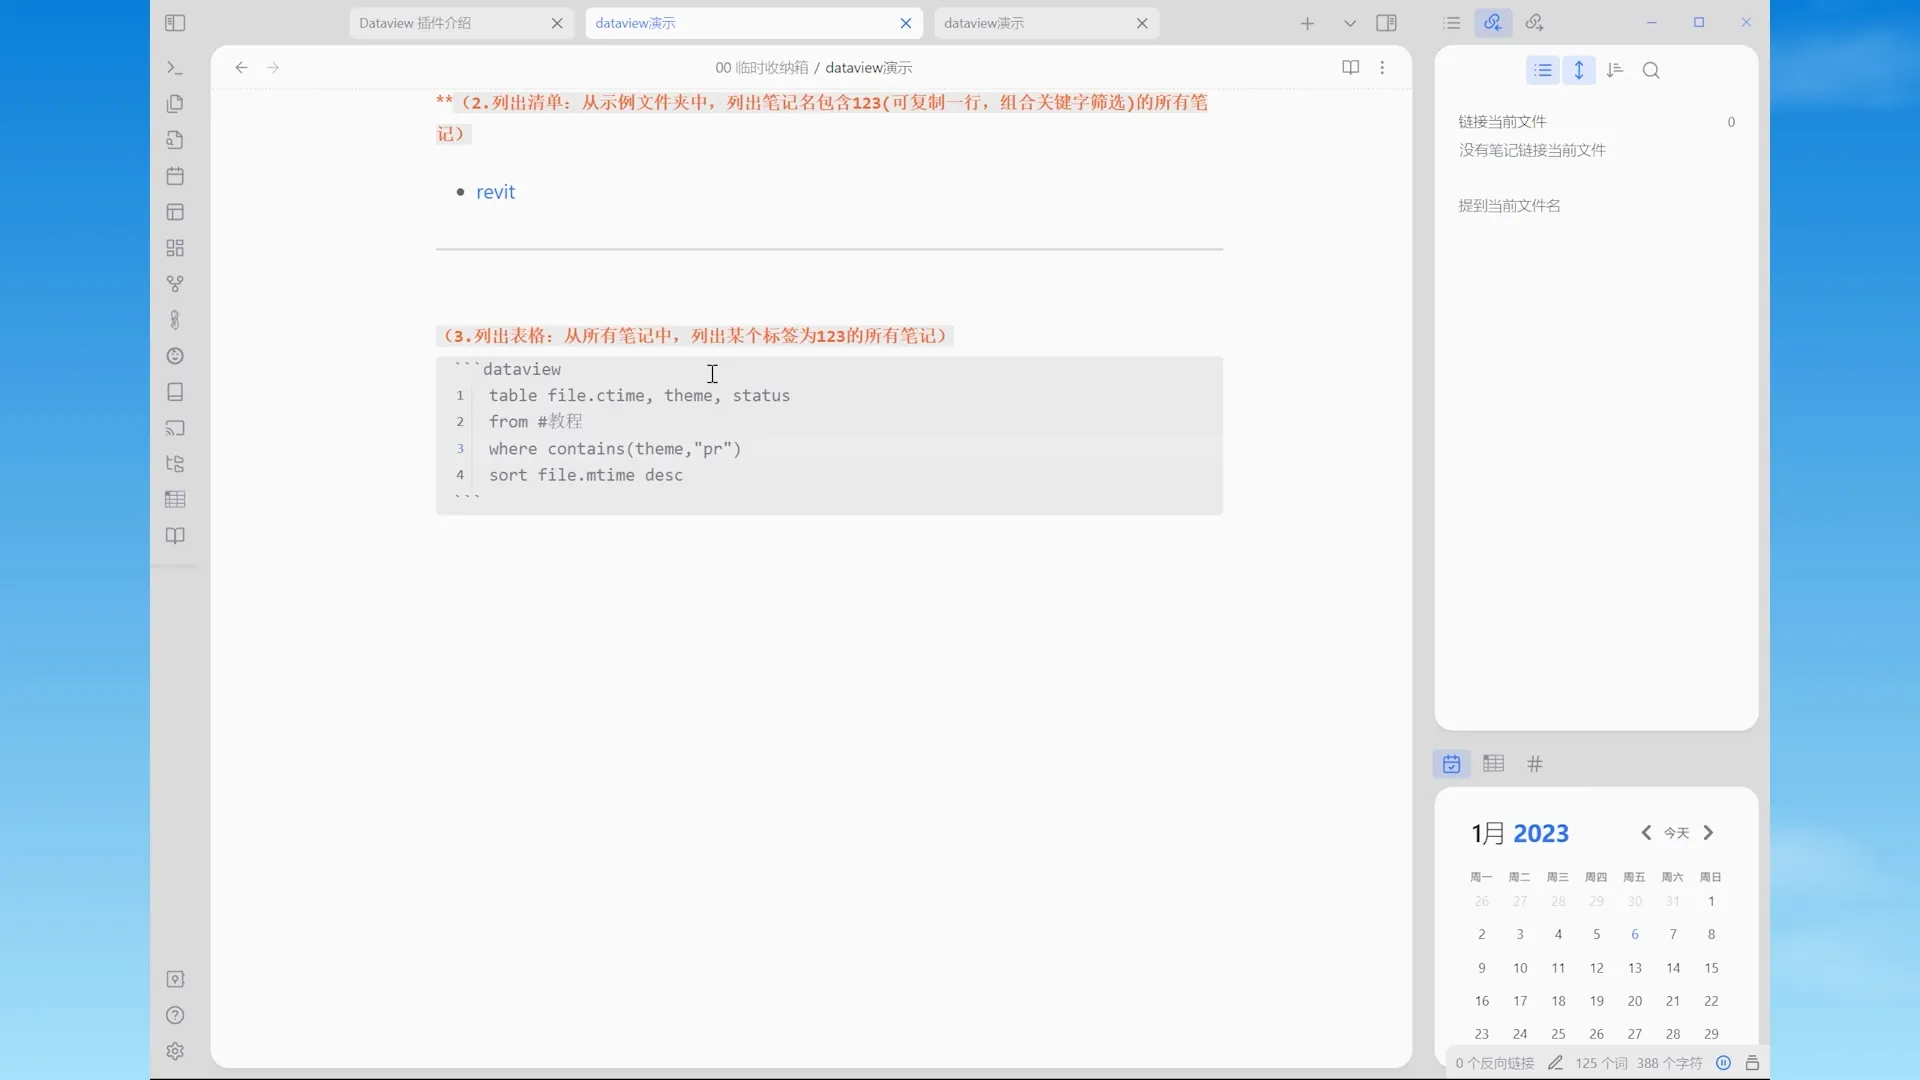 Dataview 插件介绍
dataview演示
dataview演示
00 临时收纳箱 / dataview演示
**（2.列出清单：从示例文件夹中，列出笔记名包含123(可复制一行，组合关键字筛选)的所有笔
记）
revit
（3.列出表格：从所有笔记中，列出某个标签为123的所有笔记）
```dataview
1 table file.ctime, theme, status
2 from #教程
3 where contains(theme,"pr")
4 sort file.mtime desc
```
链接当前文件 0
没有笔记链接当前文件
提到当前文件名
1月 2023 今天
周一 周二 周三 周四 周五 周六 周日
26 27 28 29 30 31 1
2 3 4 5 6 7 8
9 10 11 12 13 14 15
16 17 18 19 20 21 22
23 24 25 26 27 28 29
0 个反向链接 125 个词 388 个字符